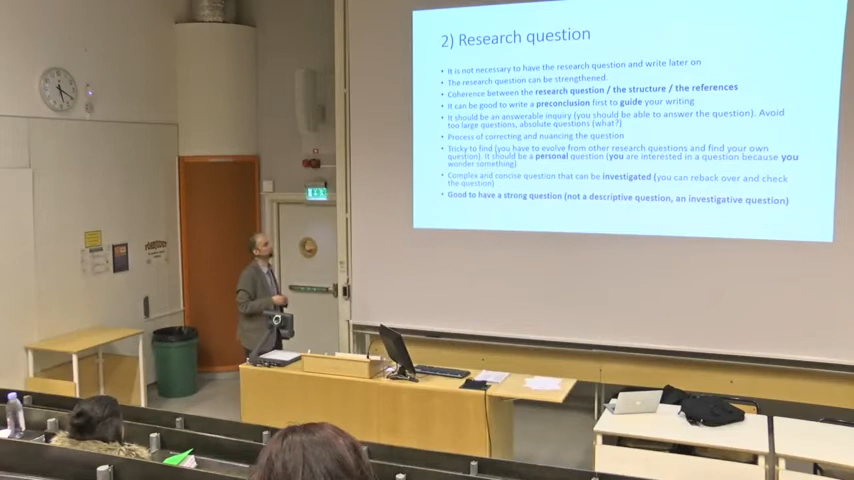 2) Research question
• It is not necessary to have the research question and write later on
• The research question can be strengthened.
• Coherence between the research question / the structure / the references
• It can be good to write a preconclusion first to guide your writing
• It should be an answerable inquiry (you should be able to answer the question). Avoid
too large questions, absolute questions (what?)
• Process of correcting and nuancing the question
• Tricky to find (you have to evolve from other research questions and find your own
question). It should be a personal question (you are interested in a question because you
wonder something)
• Complex and concise question that can be investigated (you can reback over and check
the question)
• Good to have a strong question (not a descriptive question, an investigative question)